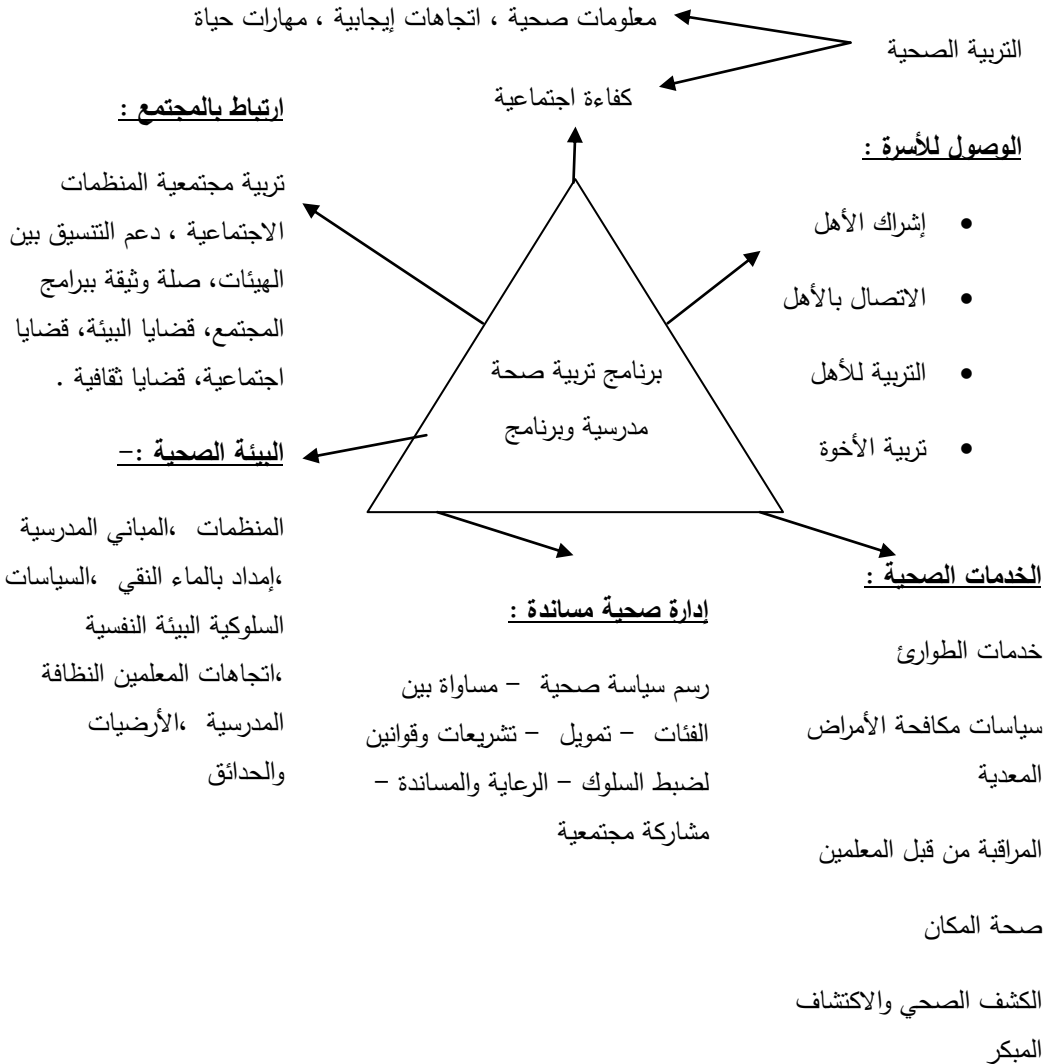 معلومات صحية ، اتجاهات إيجابية ، مهارات حياة
التربية الصحية
كفاءة اجتماعية
الوصول للأسرة :
• إشراك الأهل
• الاتصال بالأهل
• التربية للأهل
• تربية الأخوة
ارتباط بالمجتمع :
تربية مجتمعية المنظمات
الاجتماعية ، دعم التنسيق بين
الهيئات، صلة وثيقة ببرامج
المجتمع، قضايا البيئة، قضايا
اجتماعية، قضايا ثقافية .
برنامج تربية صحة
مدرسية وبرنامج
البيئة الصحية :-
المنظمات ،المباني المدرسية
،إمداد بالماء النقي ،السياسات
السلوكية البيئة النفسية
،اتجاهات المعلمين النظافة
المدرسية ،الأرضيات
والحدائق
الخدمات الصحية :
خدمات الطوارئ
سياسات مكافحة الأمراض
المعدية
المراقبة من قبل المعلمين
صحة المكان
الكشف الصحي والاكتشاف
المبكر
إدارة صحية مساندة :
رسم سياسة صحية – مساواة بين
الفئات – تمويل – تشريعات وقوانين
لضبط السلوك – الرعاية والمساندة –
مشاركة مجتمعية